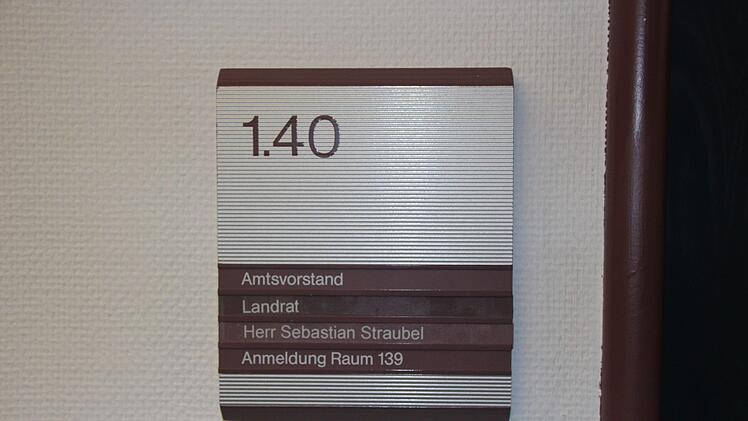 1.40
Amtsvorstand
Landrat
Herr Sebastian Straubel
Anmeldung Raum 139